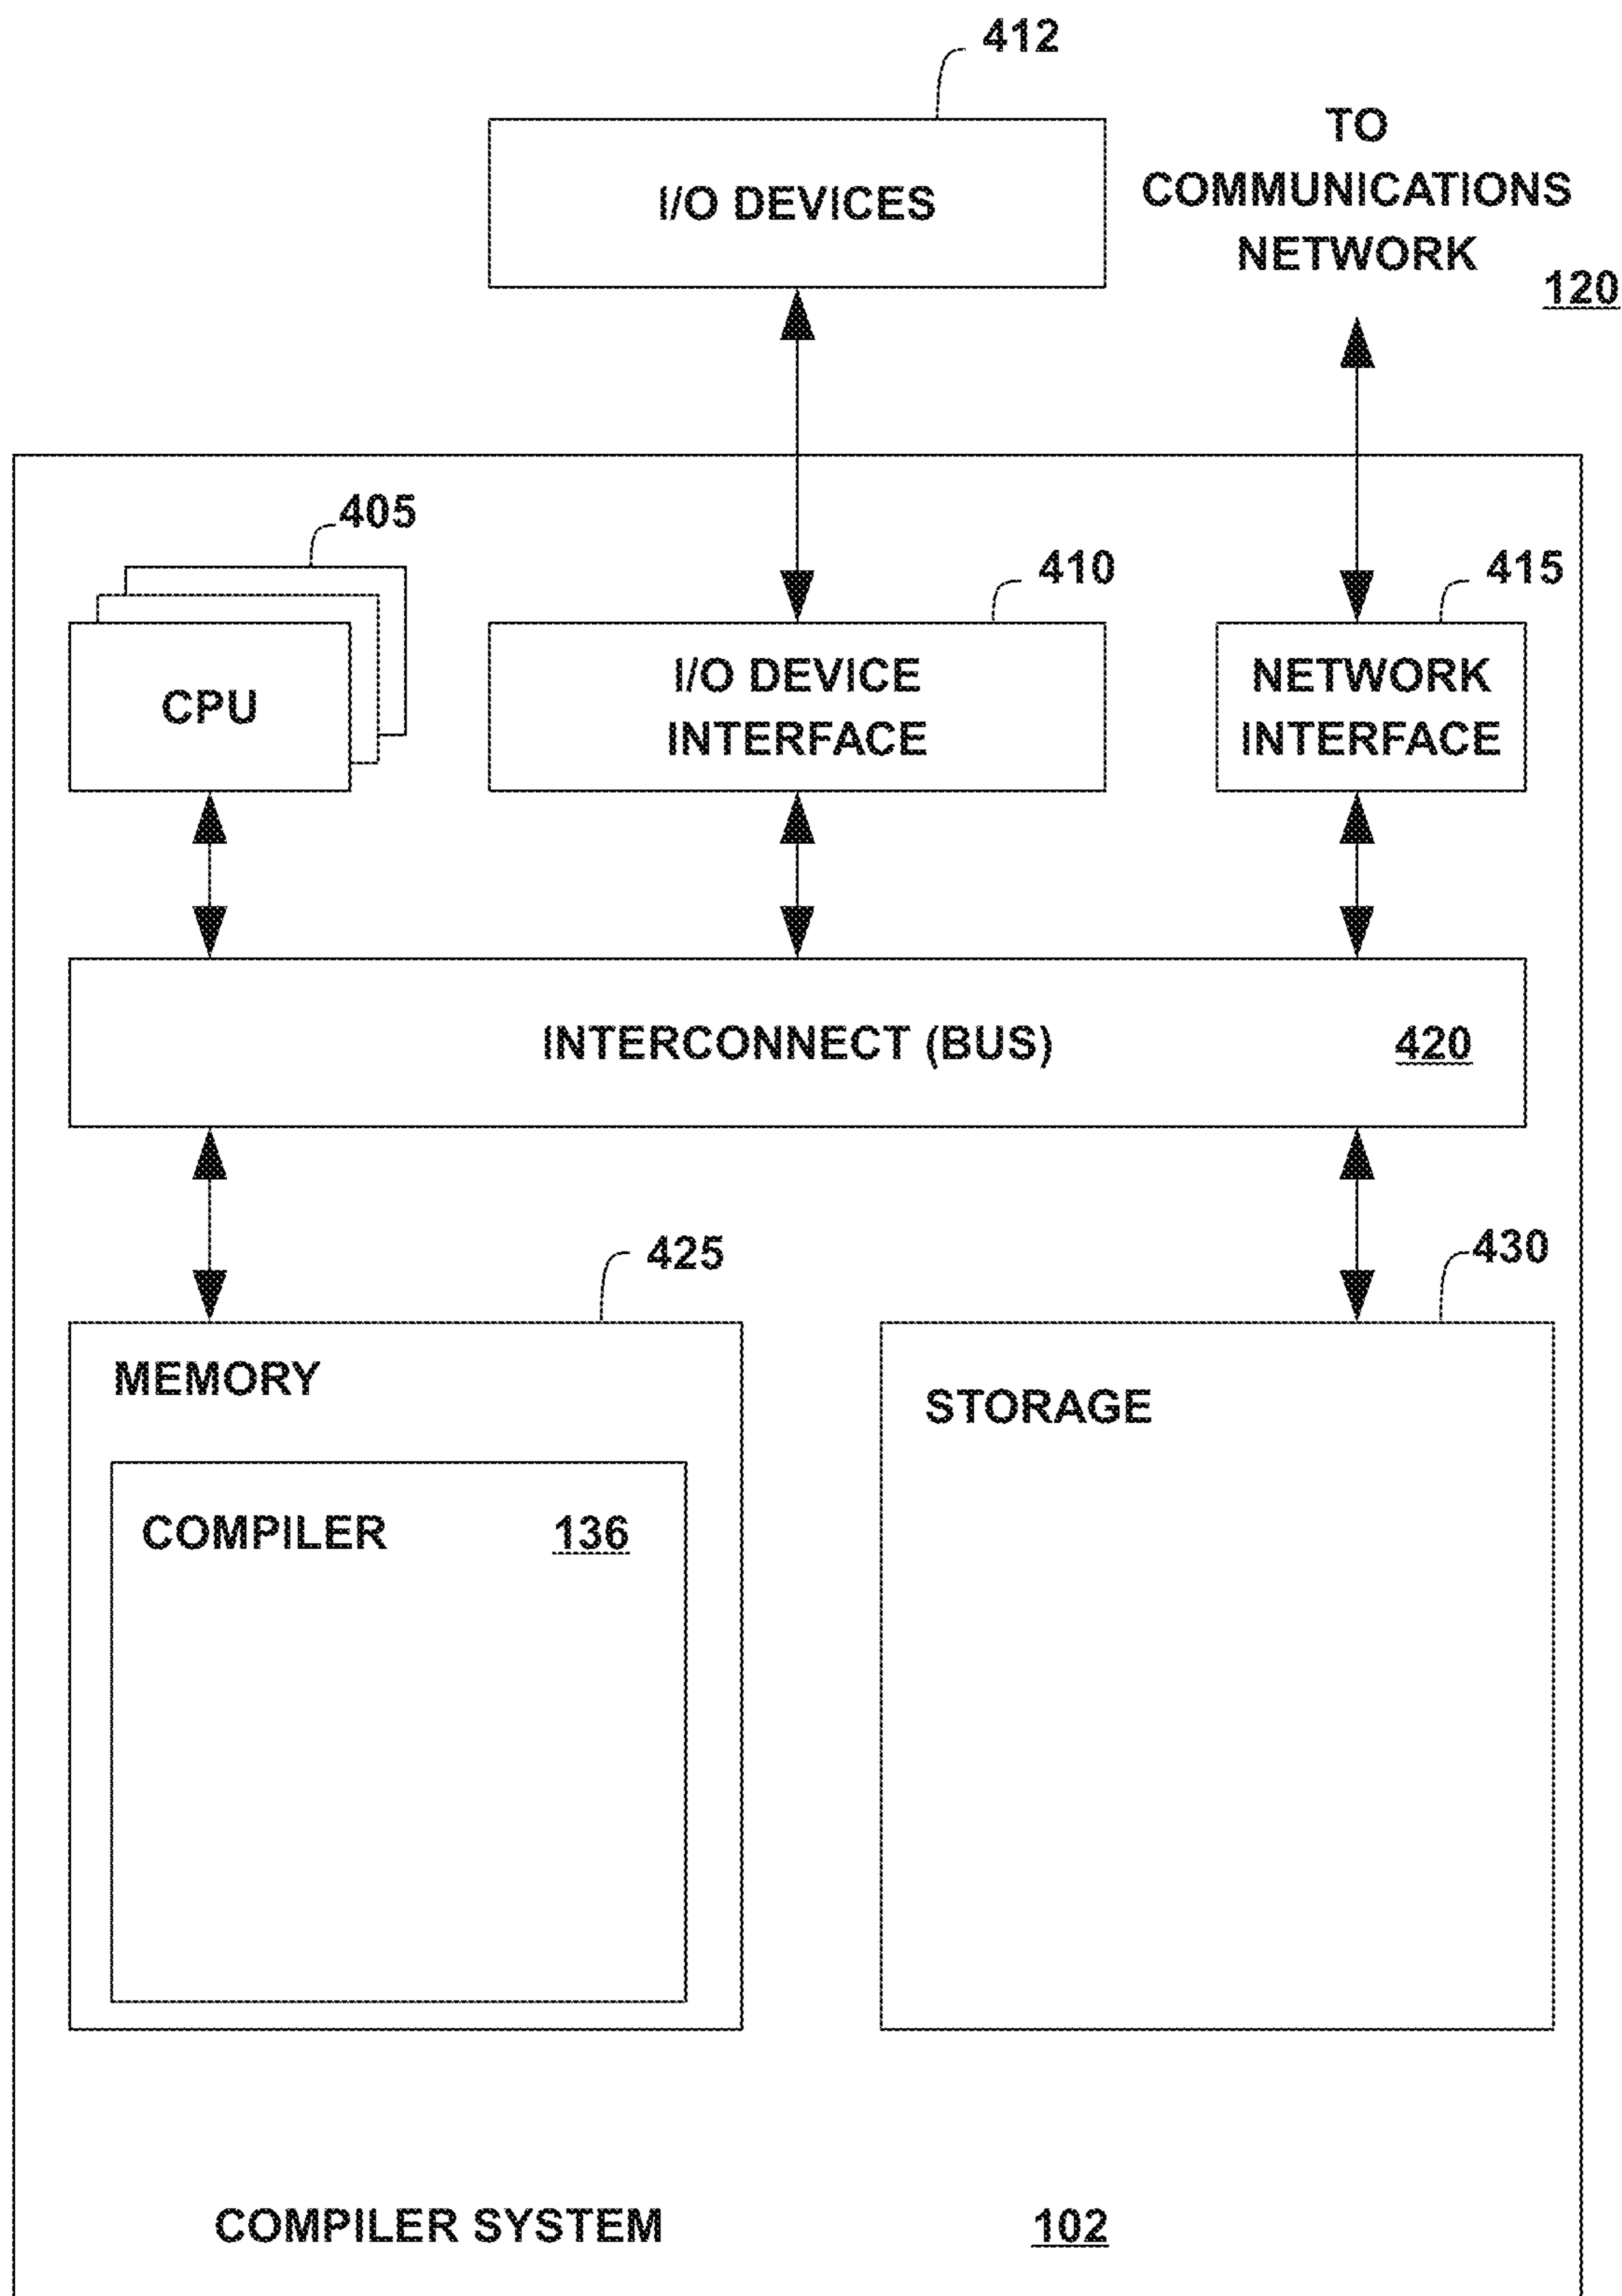 412
I/O DEVICES
TO
COMMUNICATIONS
NETWORK
120
405
410
415
CPU
I/O DEVICE
INTERFACE
NETWORK
INTERFACE
INTERCONNECT (BUS) 420
425
430
MEMORY
STORAGE
COMPILER 136
COMPILER SYSTEM 102